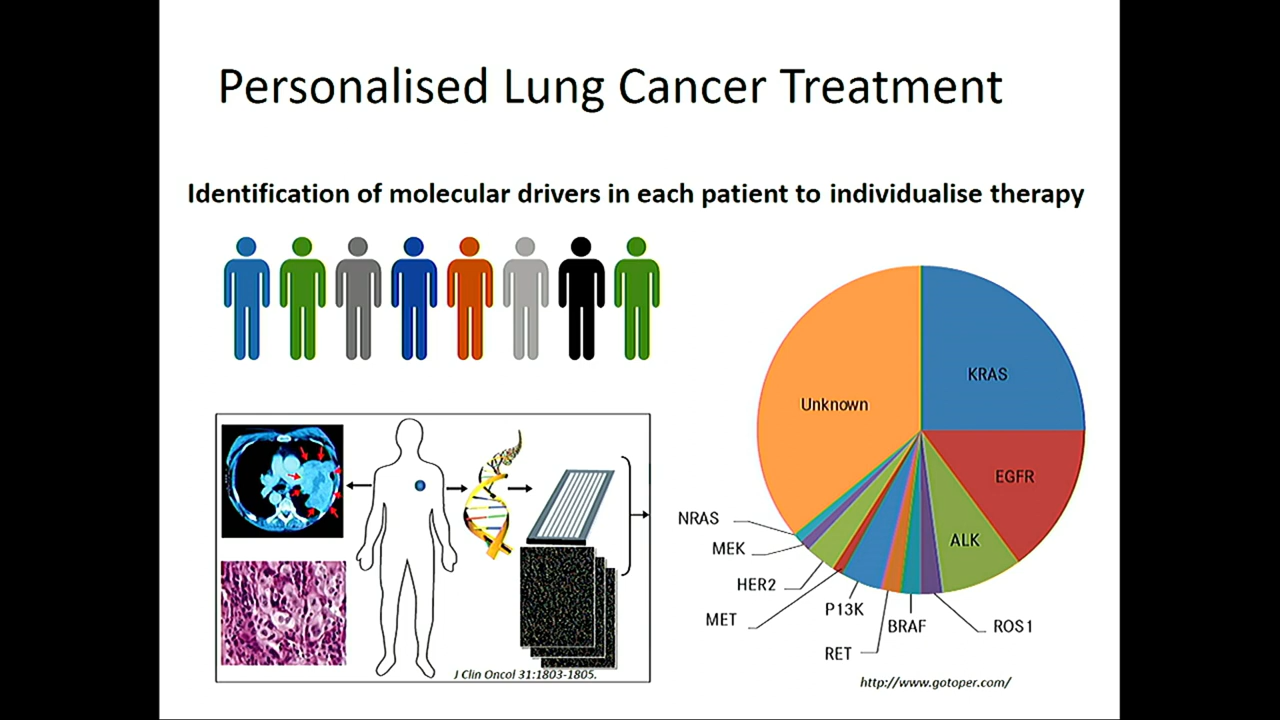 Personalised Lung Cancer Treatment
Identification of molecular drivers in each patient to individualise therapy
KRAS
Unknown
EGFR
ALK
NRAS
MEK
HER2
MET
P13K
RET
BRAF
ROS1
J Clin Oncol 31:1803-1805.
http://www.gotoper.com/